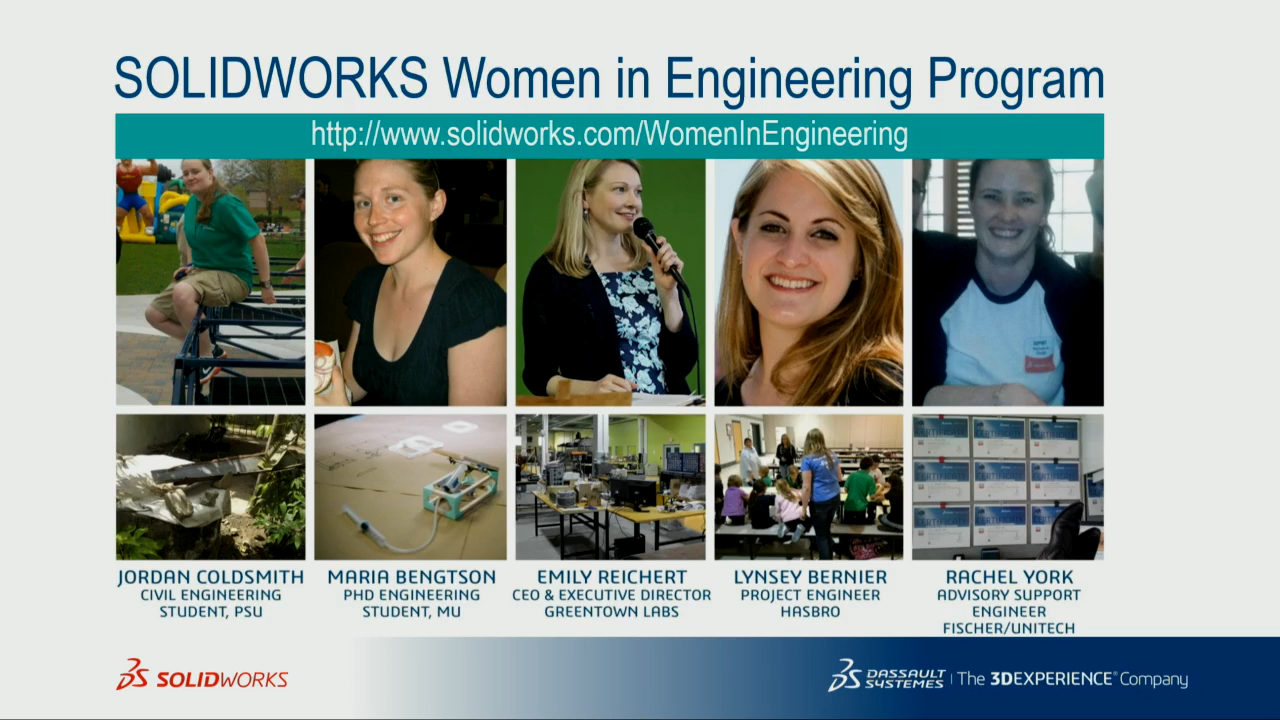 SOLIDWORKS Women in Engineering Program
http://www.solidworks.com/WomenInEngineering
JORDAN COLDSMITH
CIVIL ENGINEERING
STUDENT, PSU
MARIA BENGTSON
PHD ENGINEERING
STUDENT, MU
EMILY REICHERT
CEO & EXECUTIVE DIRECTOR
GREENTOWN LABS
LYNSEY BERNIER
PROJECT ENGINEER
HASBRO
RACHEL YORK
ADVISORY SUPPORT
ENGINEER
FISCHER/UNITECH
SOLIDWORKS
DASSAULT SYSTEMES | The 3DEXPERIENCE® Company